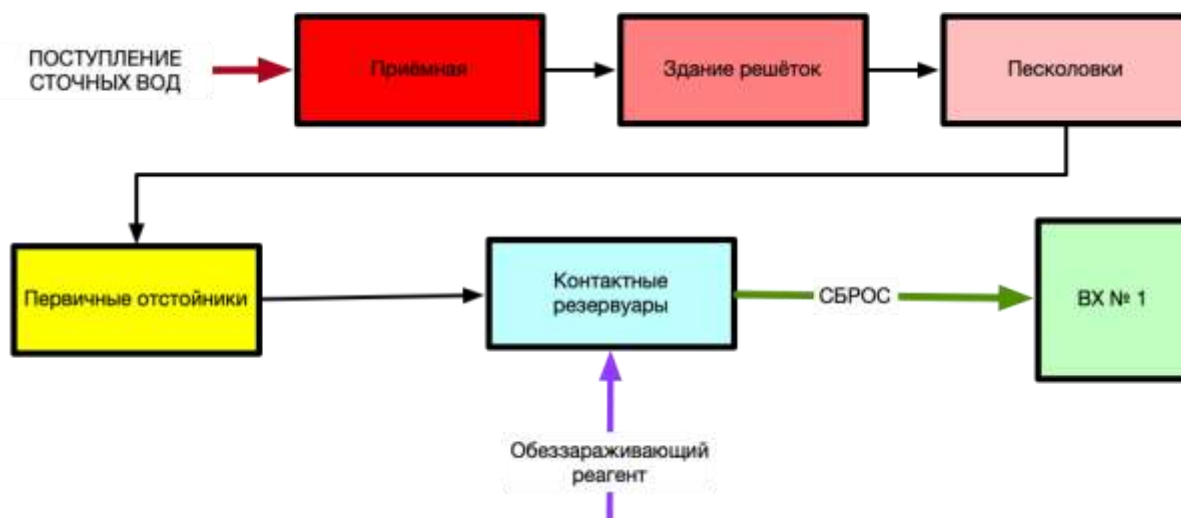 ПОСТУПЛЕНИЕ
СТОЧНЫХ ВОД
Приёмная
Здание решёток
Песколовки
Первичные отстойники
Контактные
резервуары
СБРОС
ВХ № 1
Обеззараживающий
реагент